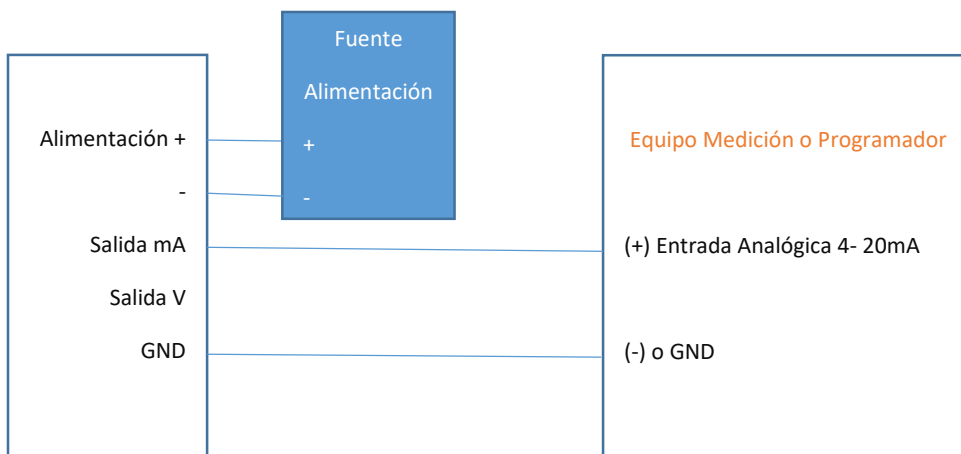 Fuente
Alimentación
+
-
Alimentación +
-
Salida mA
Salida V
GND
Equipo Medición o Programador
(+) Entrada Analógica 4- 20mA
(-) o GND